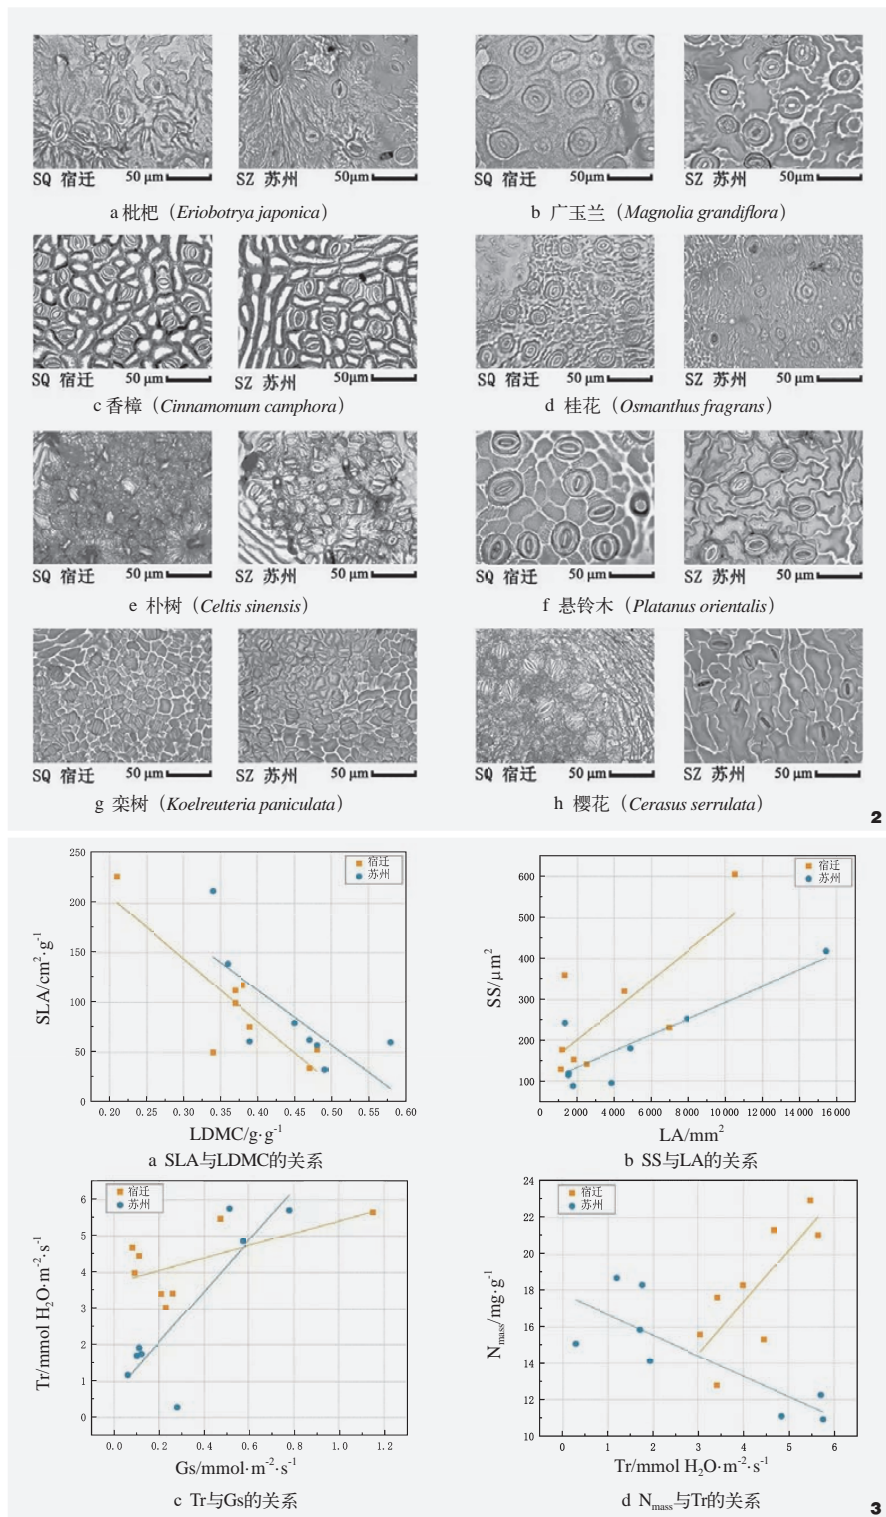 SQ 宿迁 50 μm SZ 苏州 50μm SQ 宿迁 50 μm SZ 苏州 50μm
a 枇杷（Eriobotrya japonica） b 广玉兰（Magnolia grandiflora）
SQ 宿迁 50 μm SZ 苏州 50μm SQ 宿迁 50 μm SZ 苏州 50μm
c 香樟（Cinnamomum camphora） d 桂花（Osmanthus fragrans）
SQ 宿迁 50 μm SZ 苏州 50μm SQ 宿迁 50 μm SZ 苏州 50μm
e 朴树（Celtis sinensis） f 悬铃木（Platanus orientalis）
SQ 宿迁 50 μm SZ 苏州 50μm SQ 宿迁 50 μm SZ 苏州 50μm
g 栾树（Koelreuteria paniculata） h 樱花（Cerasus serrulata）
2
SLA/cm²·g⁻¹
250
200
150
100
50
0
宿迁
苏州
0.20 0.25 0.30 0.35 0.40 0.45 0.50 0.55 0.60
LDMC/g·g⁻¹
a SLA与LDMC的关系
SS/μm²
600
500
400
300
200
100
宿迁
苏州
0 2 000 4 000 6 000 8 000 10 000 12 000 14 000 16 000
LA/mm²
b SS与LA的关系
Tr/mmol H₂O·m⁻²·s⁻¹
6
5
4
3
2
1
0
宿迁
苏州
0.0 0.2 0.4 0.6 0.8 1.0 1.2
Gs/mmol·m⁻²·s⁻¹
c Tr与Gs的关系
Nmass/mg·g⁻¹
24
22
20
18
16
14
12
10
宿迁
苏州
0 1 2 3 4 5 6
Tr/mmol H₂O·m⁻²·s⁻¹
d Nmass与Tr的关系
3